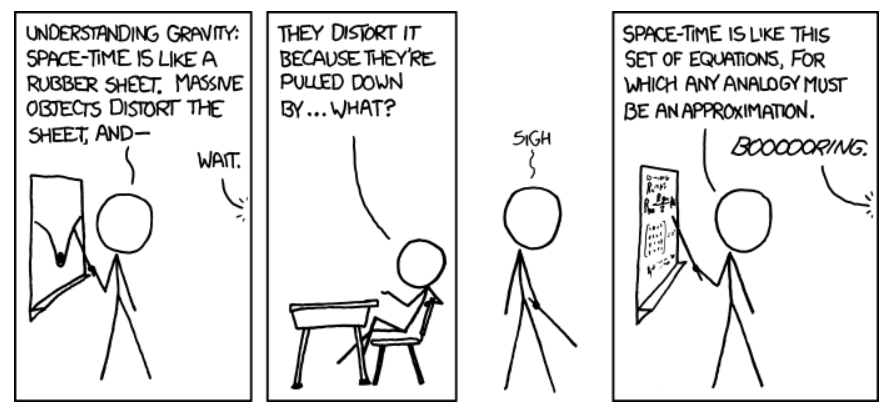 UNDERSTANDING GRAVITY:
SPACE-TIME IS LIKE A
RUBBER SHEET. MASSIVE
OBJECTS DISTORT THE
SHEET, AND—
WAIT.
THEY DISTORT IT
BECAUSE THEY'RE
PULLED DOWN
BY... WHAT?
SIGH
SPACE-TIME IS LIKE THIS
SET OF EQUATIONS, FOR
WHICH ANY ANALOGY MUST
BE AN APPROXIMATION.
BOOOOORING.